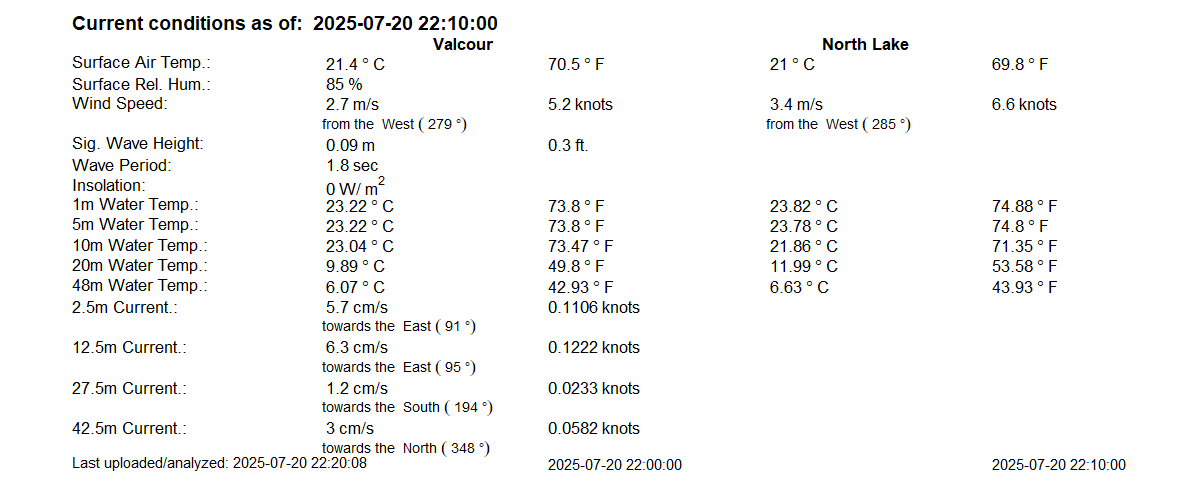 Current conditions as of: 2025-07-20 22:10:00
Valcour North Lake
Surface Air Temp.: 21.4 ° C 70.5 ° F 21 ° C 69.8 ° F
Surface Rel. Hum.: 85 %
Wind Speed: 2.7 m/s 5.2 knots 3.4 m/s 6.6 knots
from the West ( 279 °) from the West ( 285 °)
Sig. Wave Height: 0.09 m 0.3 ft.
Wave Period: 1.8 sec
Insolation: 0 W/ m2
1m Water Temp.: 23.22 ° C 73.8 ° F 23.82 ° C 74.88 ° F
5m Water Temp.: 23.22 ° C 73.8 ° F 23.78 ° C 74.8 ° F
10m Water Temp.: 23.04 ° C 73.47 ° F 21.86 ° C 71.35 ° F
20m Water Temp.: 9.89 ° C 49.8 ° F 11.99 ° C 53.58 ° F
48m Water Temp.: 6.07 ° C 42.93 ° F 6.63 ° C 43.93 ° F
2.5m Current.: 5.7 cm/s 0.1106 knots
towards the East ( 91 °)
12.5m Current.: 6.3 cm/s 0.1222 knots
towards the East ( 95 °)
27.5m Current.: 1.2 cm/s 0.0233 knots
towards the South ( 194 °)
42.5m Current.: 3 cm/s 0.0582 knots
towards the North ( 348 °)
Last uploaded/analyzed: 2025-07-20 22:20:08 2025-07-20 22:00:00 2025-07-20 22:10:00